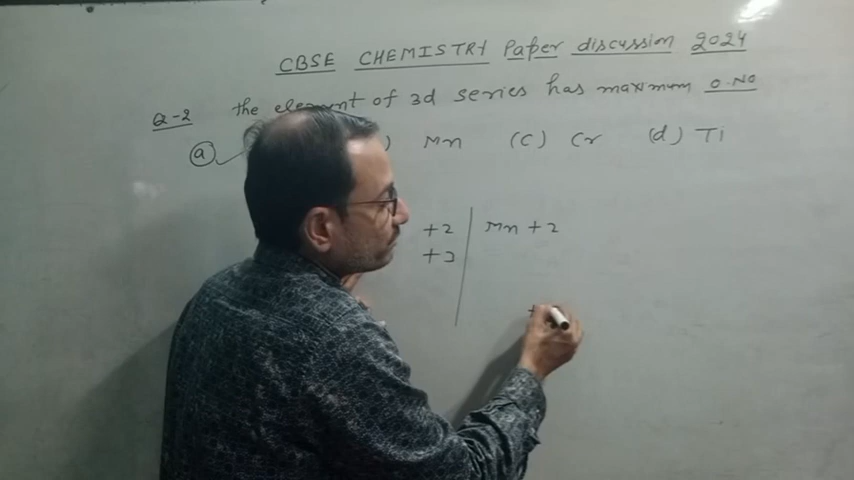 CBSE CHEMISTRY Paper discussion 2024
Q-2 the element of 3d series has maximum O.NO
(a) ) Mn (C) Cr (d) Ti
+2 Mn +2
+3